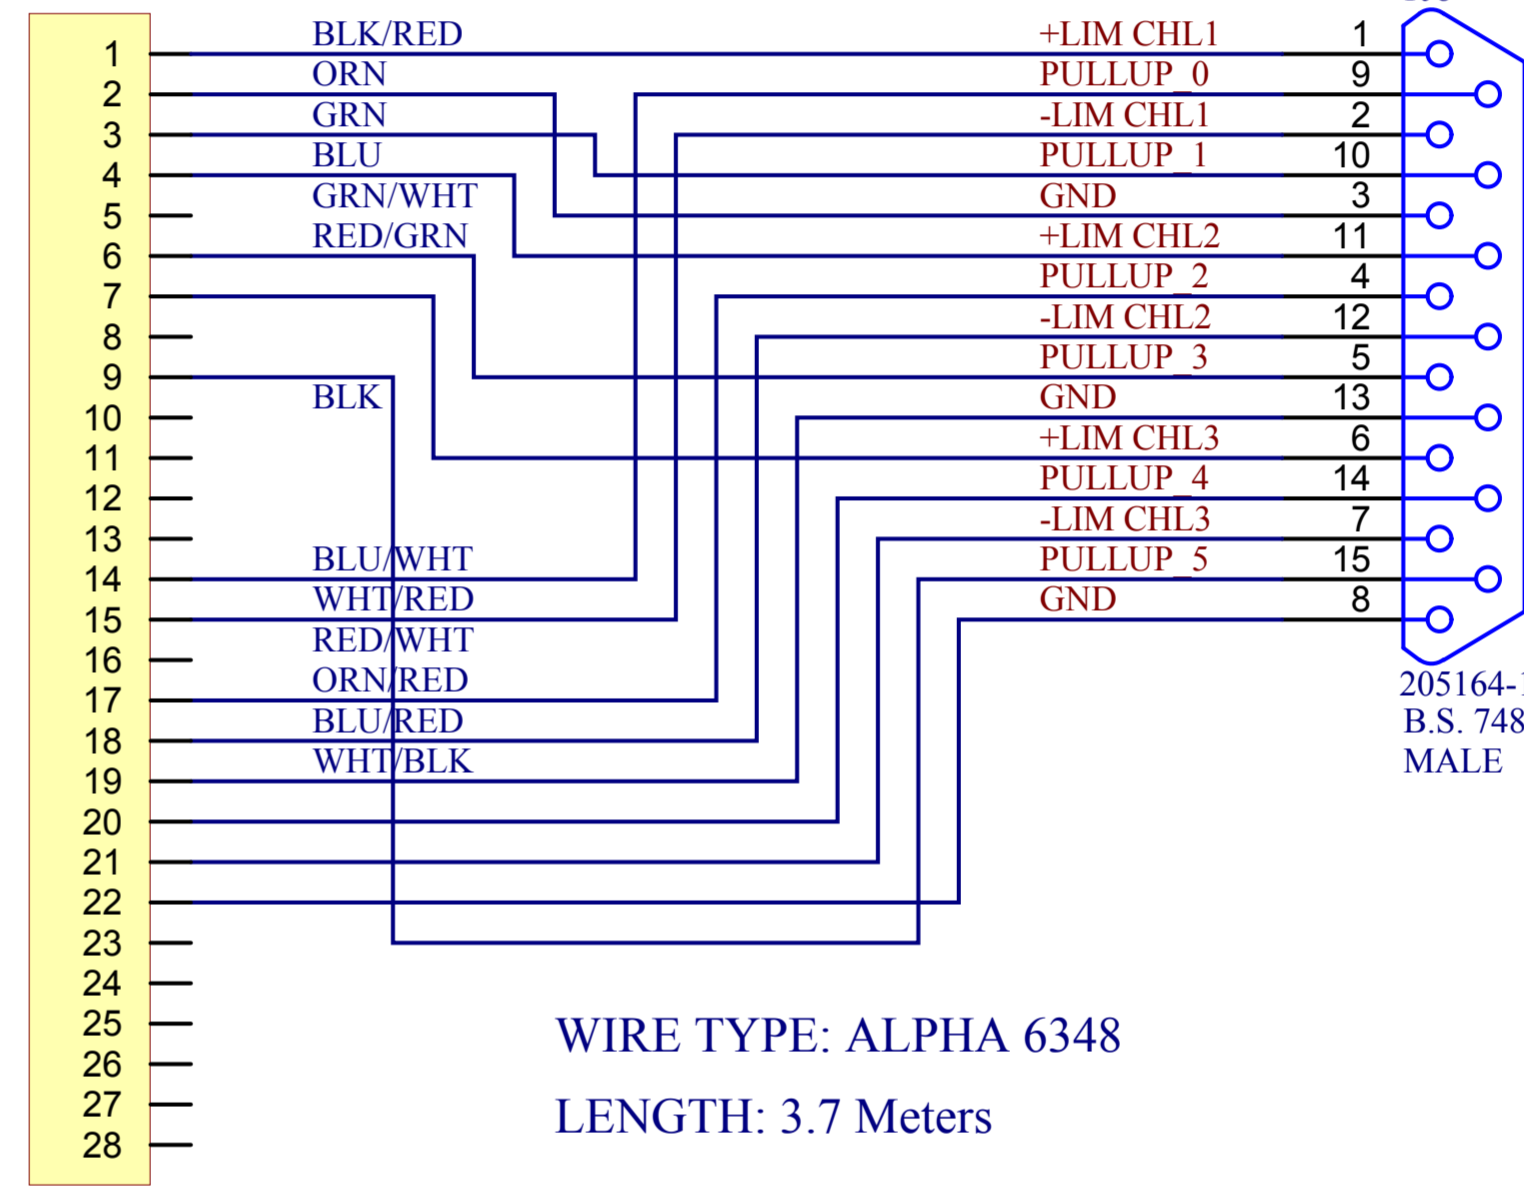 1 BLK/RED +LIM CHL1 1
2 ORN PULLUP_0 9
3 GRN -LIM CHL1 2
4 BLU PULLUP_1 10
5 GRN/WHT GND 3
6 RED/GRN +LIM CHL2 11
7 PULLUP_2 4
8 -LIM CHL2 12
9 PULLUP_3 5
10 BLK GND 13
11 +LIM CHL3 6
12 PULLUP_4 14
13 -LIM CHL3 7
14 BLU/WHT PULLUP_5 15
15 WHT/RED GND 8
16 RED/WHT
17 ORN/RED 205164-1
18 BLU/RED B.S. 748
19 WHT/BLK MALE
20
21
22
23
24
25 WIRE TYPE: ALPHA 6348
26
27 LENGTH: 3.7 Meters
28